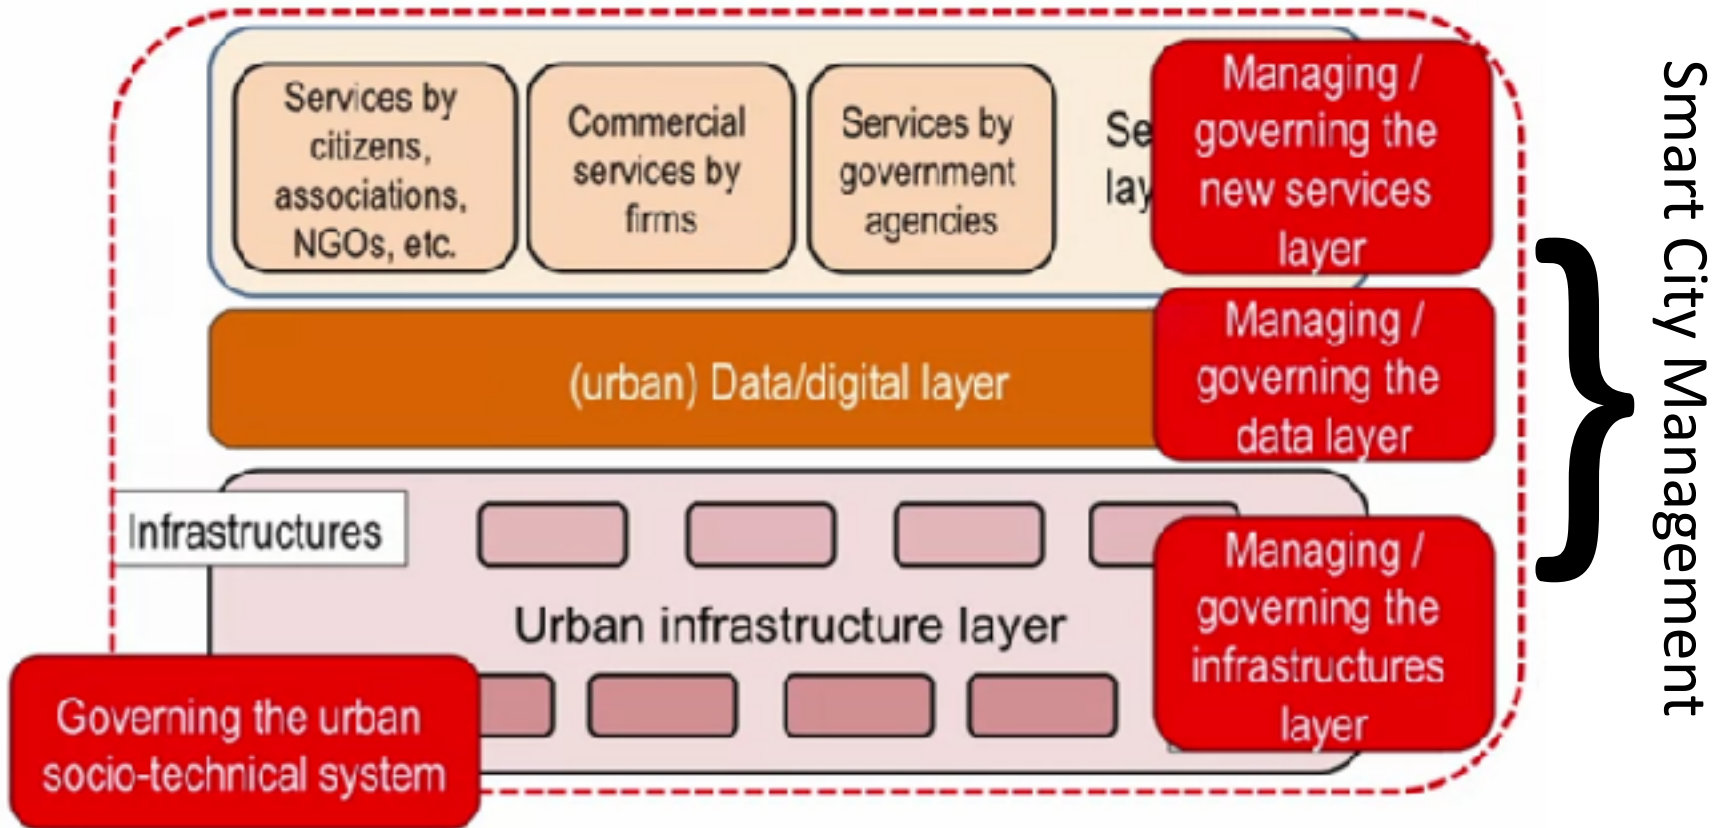 Services by
citizens,
associations,
NGOs, etc.
Commercial
services by
firms
Services by
government
agencies
Se
lay
Managing /
governing the
new services
layer
(urban) Data/digital layer
Managing /
governing the
data layer
Infrastructures
Urban infrastructure layer
Managing /
governing the
infrastructures
layer
Governing the urban
socio-technical system
Smart City Management